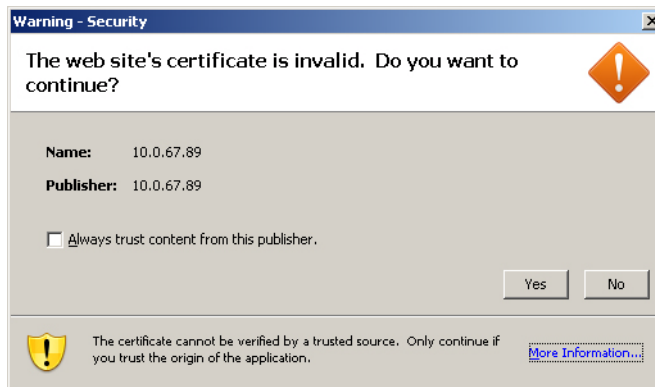 Warning - Security
The web site's certificate is invalid. Do you want to
continue?
Name: 10.0.67.89
Publisher: 10.0.67.89
Always trust content from this publisher.
Yes No
The certificate cannot be verified by a trusted source. Only continue if
you trust the origin of the application.
More Information...